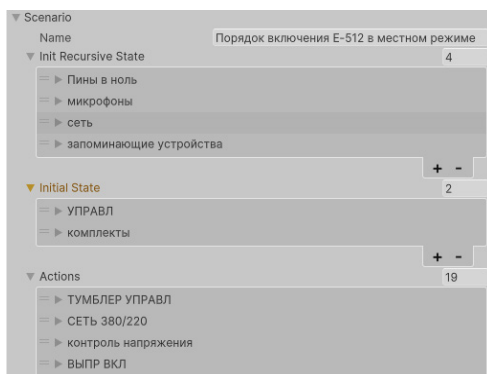 Scenario
Name Порядок включения Е-512 в местном режиме
Init Recursive State 4
Пины в ноль
микрофоны
сеть
запоминающие устройства
+ -
Initial State 2
УПРАВЛ
комплекты
+ -
Actions 19
ТУМБЛЕР УПРАВЛ
СЕТЬ 380/220
контроль напряжения
ВЫПР ВКЛ